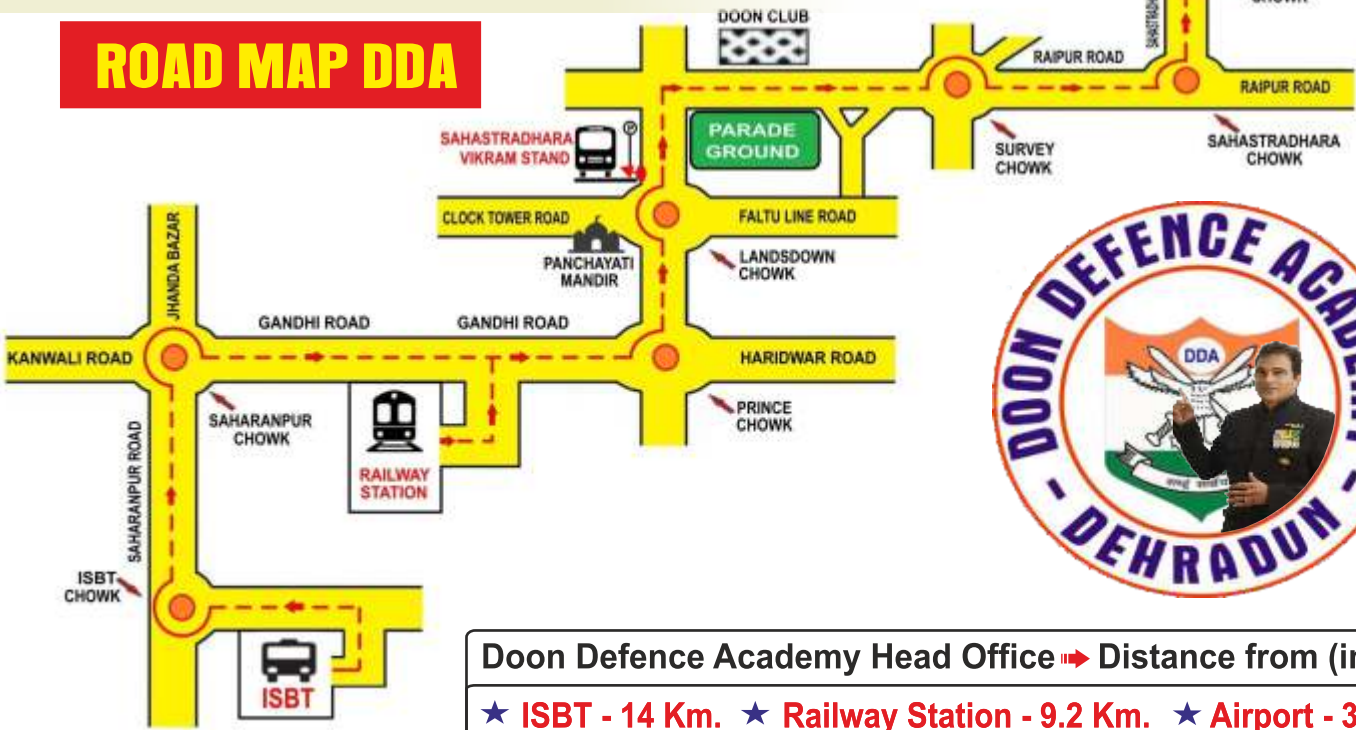 ROAD MAP DDA
DOON CLUB
RAIPUR ROAD
RAIPUR ROAD
SAHASTRADHARA
CHOWK
SURVEY
CHOWK
PARADE
GROUND
SAHASTRADHARA
VIKRAM STAND
CLOCK TOWER ROAD
FALTU LINE ROAD
PANCHAYATI
MANDIR
LANDSDOWN
CHOWK
JHANDA BAZAR
GANDHI ROAD
GANDHI ROAD
KANWALI ROAD
HARIDWAR ROAD
SAHARANPUR
CHOWK
PRINCE
CHOWK
RAILWAY
STATION
SAHARANPUR ROAD
ISBT
CHOWK
ISBT
DOON DEFENCE ACADEMY
- DEHRADUN -
DDA
Doon Defence Academy Head Office Distance from (in
★ ISBT - 14 Km. ★ Railway Station - 9.2 Km. ★ Airport - 3